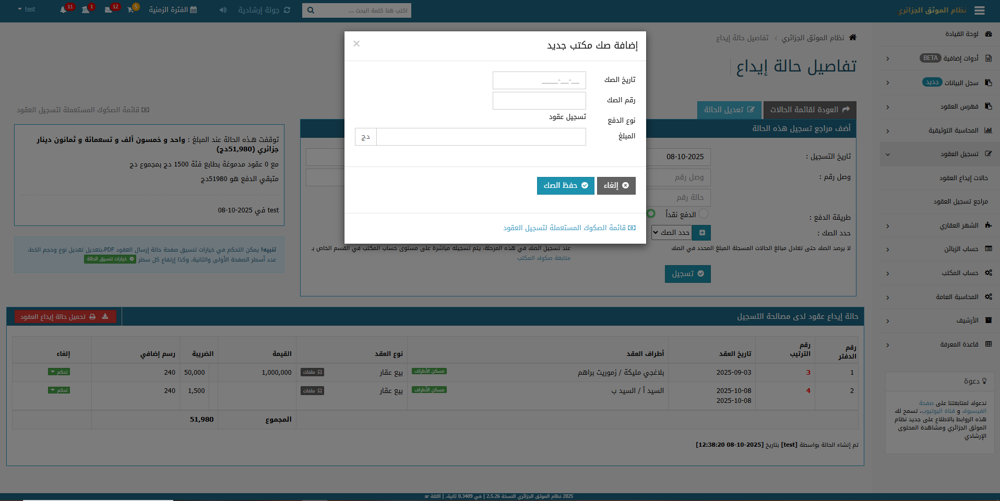 نظام الموثق الجزائري
اكتب هنا كلمة البحث ...
جولة إرشادية
الفترة الزمنية
5
12
1
11
test
لوحة القيادة
أدوات إضافية BETA
سجل البيانات جديد
فهرس العقود
المحاسبة التوثيقية
تسجيل العقود
حالات إيداع العقود
مراجع تسجيل العقود
الشهر العقاري
حساب الزبائن
حساب المكتب
المحاسبة العامة
الأرشيف
قاعدة المعرفة
دعوة
ندعوك لمتابعتنا على صفحة
الفيسبوك و قناة اليوتيوب، تسمح لك
هذه الروابط بالاطلاع على جديد نظام
الموثق الجزائري ومشاهدة المحتوى
الإرشادي
نظام الموثق الجزائري › تفاصيل حالة إيداع
تفاصيل حالة إيداع
العودة لقائمة الحالات
تعديل الحالة
قائمة الصكوك المستعملة لتسجيل العقود
إضافة صك مكتب جديد
×
تاريخ الصك
__-__-____
رقم الصك
نوع الدفع
تسجيل عقود
المبلغ
دج
إلغاء
حفظ الصك
قائمة الصكوك المستعملة لتسجيل العقود
أضف مراجع تسجيل هذه الحالة
تاريخ التسجيل :
08-10-2025
وصل رقم :
وصل رقم
حالة رقم
طريقة الدفع :
الدفع نقداً
حدد الصك :
حدد الصك
لا يرصد الصك حتى تعادل مبالغ الحالات المسجلة المبلغ المحدد في الصك
عند تسجيل الصك في هذه المرحلة، يتم تسجيله مباشرة على مستوى حساب المكتب في القسم الخاص بـ
متابعة صكوك المكتب
تسجيل
توقفت هذه الحالة عند المبلغ : واحد و خمسون ألف و تسعمائة و ثمانون دينار
جزائري (51,980دج)
مع 0 عقود مدموغة بطابع فئة 1500 دج بمجموع دج
متبقي الدفع هو 51980دج
test في 2025-10-08
تنبيه! يمكن التحكم في خيارات تنسيق صفحة حالة إرسال العقود PDF،بتعديل تعديل نوع وحجم الخط،
عدد أسطر الصفحة الأولى والثانية، وكذا إرتفاع كل سطر خيارات تنسيق الحالة
حالة إيداع عقود لدى مصالحة التسجيل
تحميل حالة إيداع العقود
رقم الدفتر رقم الترتيب تاريخ العقد أطراف العقد نوع العقد القيمة الضريبة رسم إضافي إلغاء
1 3 2025-09-03 بلاغجي مليكة / زموريت براهم مسكن الأطراف بيع عقار ملفات 1,000,000 50,000 240 تحكم
2 4 2025-10-08 السيد أ / السيد ب مسكن الأطراف بيع عقار ملفات 1,500 240 تحكم
2025-10-08
المجموع 51,980
تم إنشاء الحالة بواسطة [test] بتاريخ [2025-10-08 12:38:20]
2025 نظام الموثق الجزائري النسخة 2.5.26 | في 0.3409 ثانية. | اللغة ar